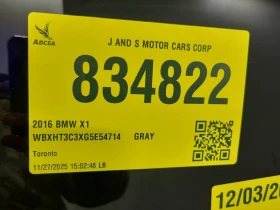 ADESA
J AND S MOTOR CARS CORP
834822
2016 BMW X1
WBXHT3C3XG5E54714 GRAY
Toronto
11/27/2025 15:02:46 LB
12/03/2